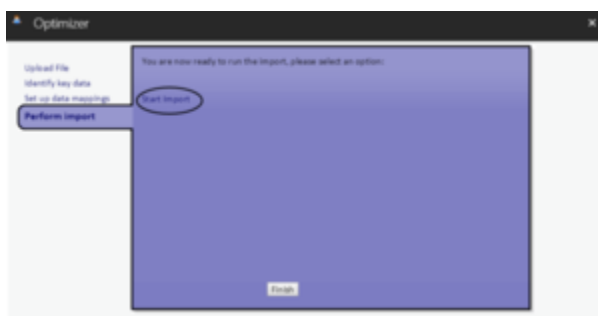 Optimizer
Upload File
Identify key data
Set up data mappings
Perform import
You are now ready to run the import, please select an option:
Start Import
Finish